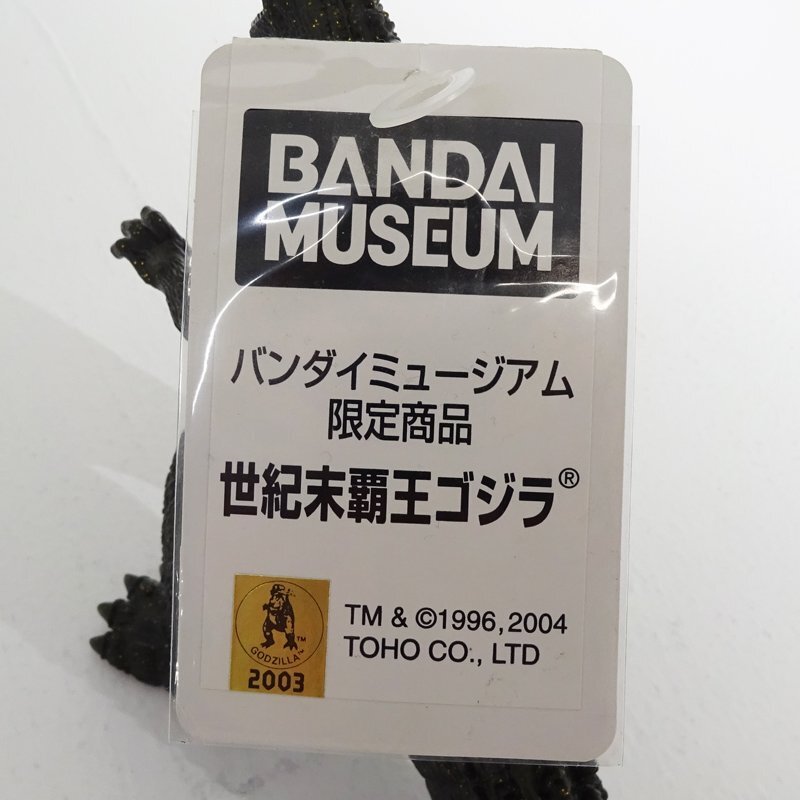 BANDAI
MUSEUM
バンダイミュージアム
限定商品
世紀末覇王ゴジラ®
TM & ©1996,2004
TOHO CO., LTD
GODZILLA™
2003